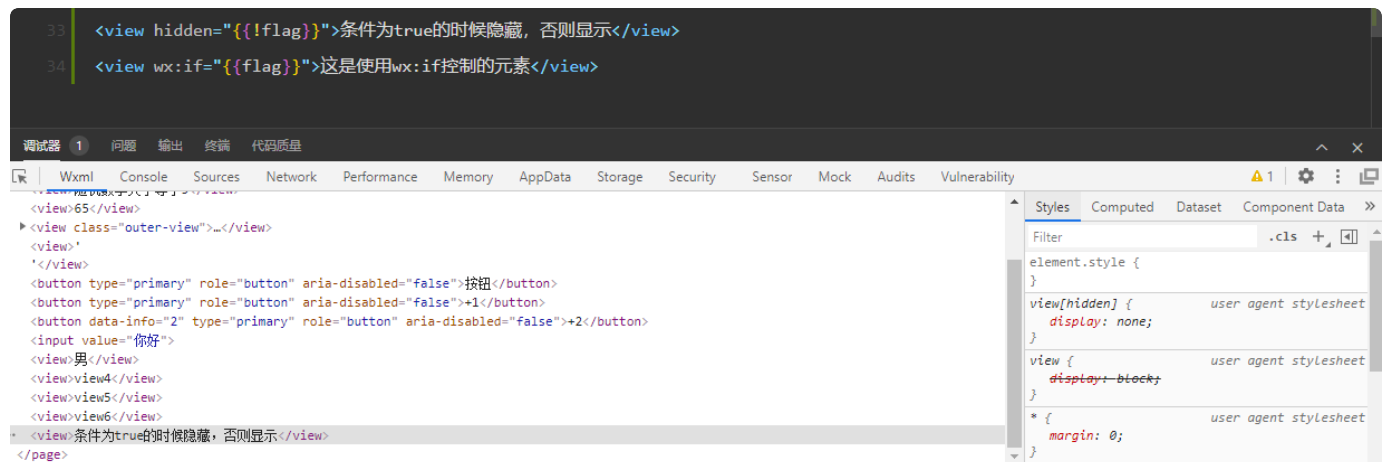 33 <view hidden="{{!flag}}">条件为true的时候隐藏，否则显示</view>
34 <view wx:if="{{flag}}">这是使用wx:if控制的元素</view>
调试器 1 问题 输出 终端 代码质量
Wxml Console Sources Network Performance Memory AppData Storage Security Sensor Mock Audits Vulnerability 1
<view>65</view>
<view class="outer-view">…</view>
<view>'
'</view>
<button type="primary" role="button" aria-disabled="false">按钮</button>
<button type="primary" role="button" aria-disabled="false">+1</button>
<button data-info="2" type="primary" role="button" aria-disabled="false">+2</button>
<input value="你好">
<view>男</view>
<view>view4</view>
<view>view5</view>
<view>view6</view>
<view>条件为true的时候隐藏，否则显示</view>
</page>
Styles Computed Dataset Component Data »
Filter .cls +
element.style {
}
view[hidden] { user agent stylesheet
display: none;
}
view { user agent stylesheet
display: block;
}
* { user agent stylesheet
margin: 0;
}